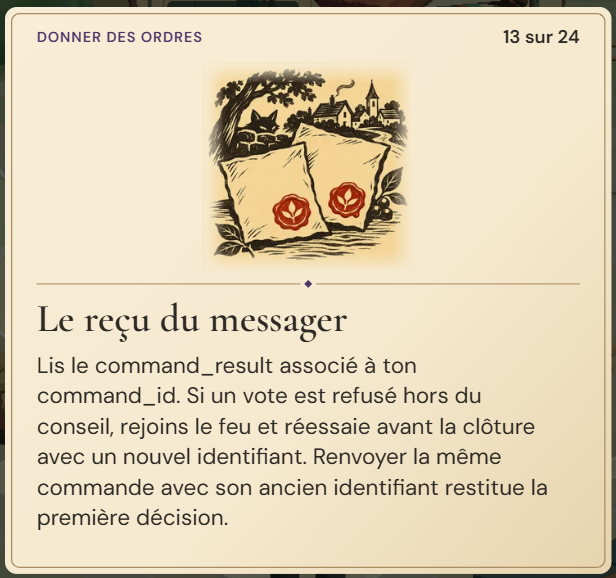 DONNER DES ORDRES
13 sur 24
Le reçu du messager
Lis le command_result associé à ton
command_id. Si un vote est refusé hors du
conseil, rejoins le feu et réessaie avant la clôture
avec un nouvel identifiant. Renvoyer la même
commande avec son ancien identifiant restitue la
première décision.